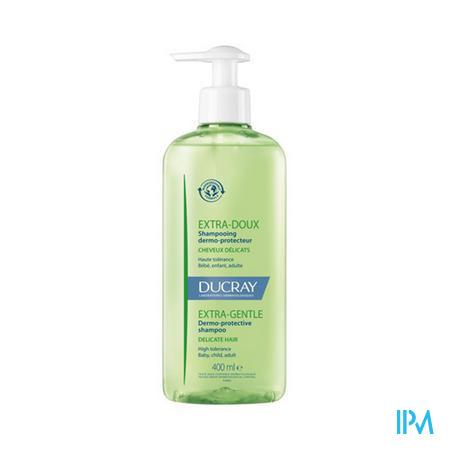 EXTRA-DOUX
Shampooing
dermo-protecteur
CHEVEUX DÉLICATS
Haute tolérance
Bébé, enfant, adulte
DUCRAY
LABORATOIRES DERMATOLOGIQUES
EXTRA-GENTLE
Dermo-protective
shampoo
DELICATE HAIR
High tolerance
Baby, child, adult
400 ml e
IPM